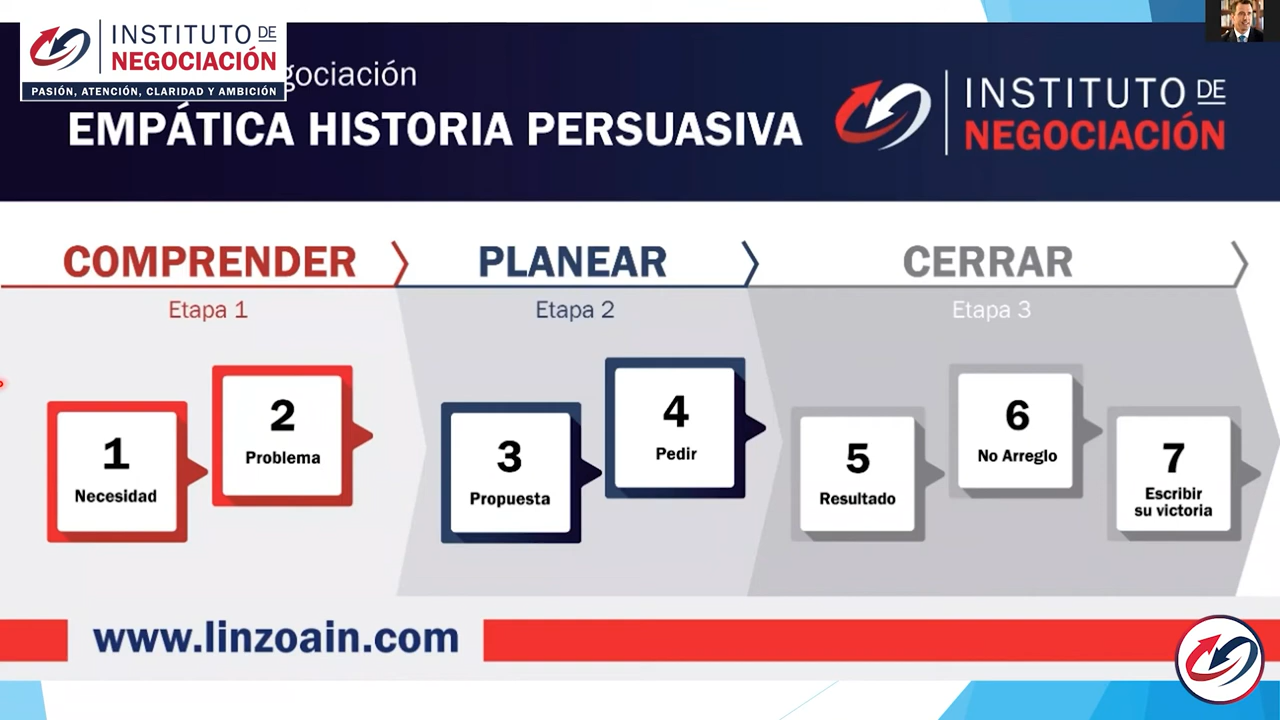 INSTITUTO DE
NEGOCIACIÓN
PASIÓN, ATENCIÓN, CLARIDAD Y AMBICIÓN
gociación
EMPÁTICA HISTORIA PERSUASIVA
INSTITUTO DE
NEGOCIACIÓN
COMPRENDER
PLANEAR
CERRAR
Etapa 1
Etapa 2
Etapa 3
1
Necesidad
2
Problema
3
Propuesta
4
Pedir
5
Resultado
6
No Arreglo
7
Escribir
su victoria
www.linzoain.com